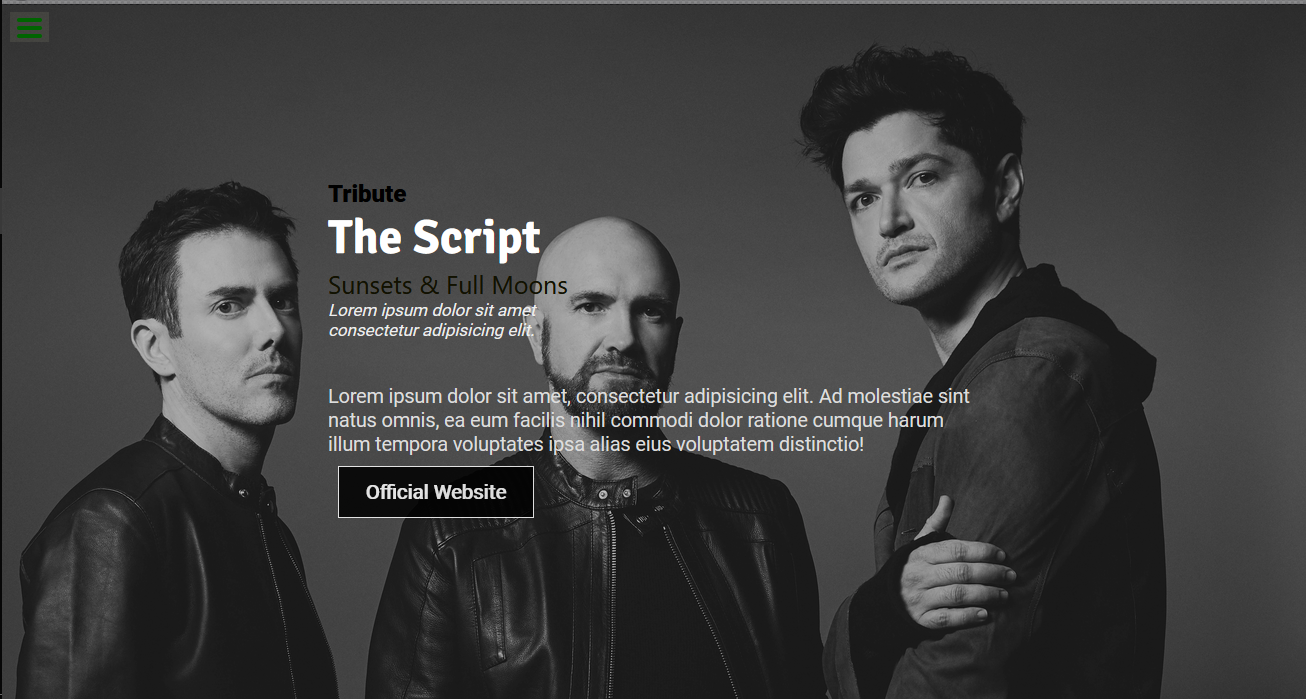 Tribute
The Script
Sunsets & Full Moons
Lorem ipsum dolor sit amet
consectetur adipisicing elit.
Lorem ipsum dolor sit amet, consectetur adipisicing elit. Ad molestiae sint
natus omnis, ea eum facilis nihil commodi dolor ratione cumque harum
illum tempora voluptates ipsa alias eius voluptatem distinctio!
Official Website